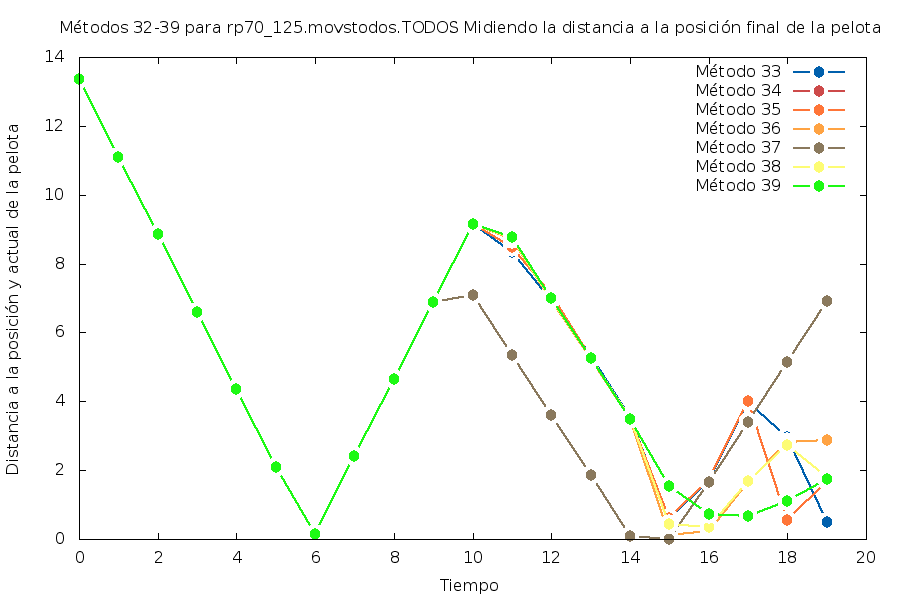 Métodos 32-39 para rp70_125.movstodos.TODOS Midiendo la distancia a la posición final de la pelota
Distancia a la posición y actual de la pelota
14
12
10
8
6
4
2
0
Método 33
Método 34
Método 35
Método 36
Método 37
Método 38
Método 39
0 2 4 6 8 10 12 14 16 18 20
Tiempo